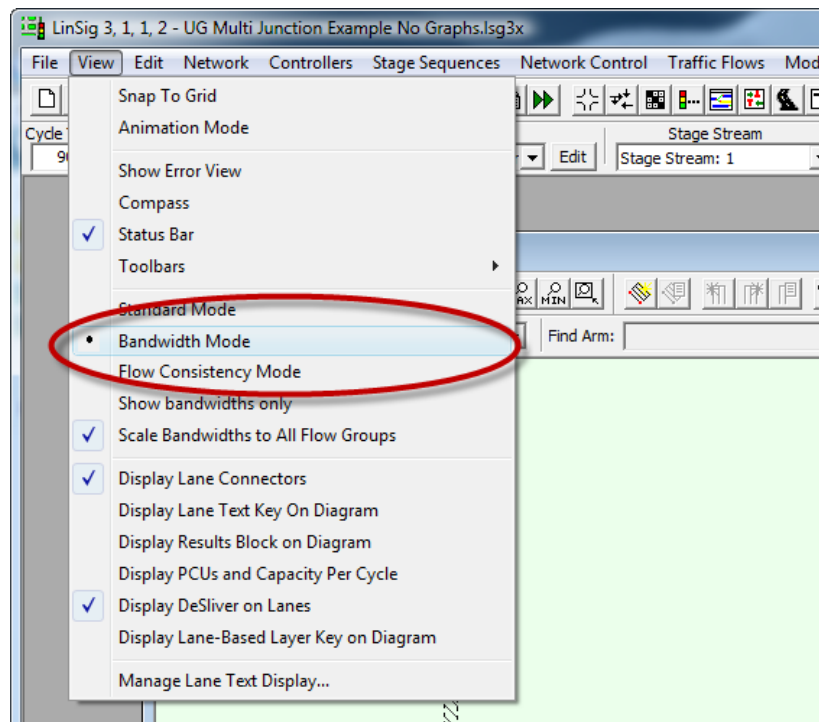 LinSig 3, 1, 1, 2 - UG Multi Junction Example No Graphs.lsg3x
File View Edit Network Controllers Stage Sequences Network Control Traffic Flows
Snap To Grid
Animation Mode
Cycle
Stage Stream
Edit
Stage Stream: 1
Show Error View
Compass
Status Bar
Toolbars
MIN
Standard Mode
Bandwidth Mode
Find Arm:
Flow Consistency Mode
Show bandwidths only
Scale Bandwidths to All Flow Groups
Display Lane Connectors
Display Lane Text Key On Diagram
Display Results Block on Diagram
Display PCUs and Capacity Per Cycle
Display DeSliver on Lanes
Display Lane-Based Layer Key on Diagram
Manage Lane Text Display...